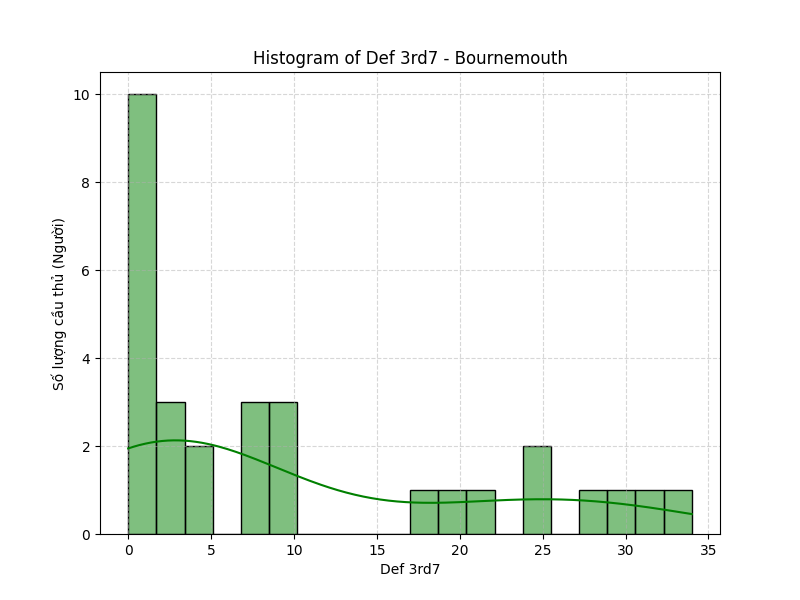 Histogram of Def 3rd7 - Bournemouth
Số lượng cầu thủ (Người)
10
8
6
4
2
0
0 5 10 15 20 25 30 35
Def 3rd7